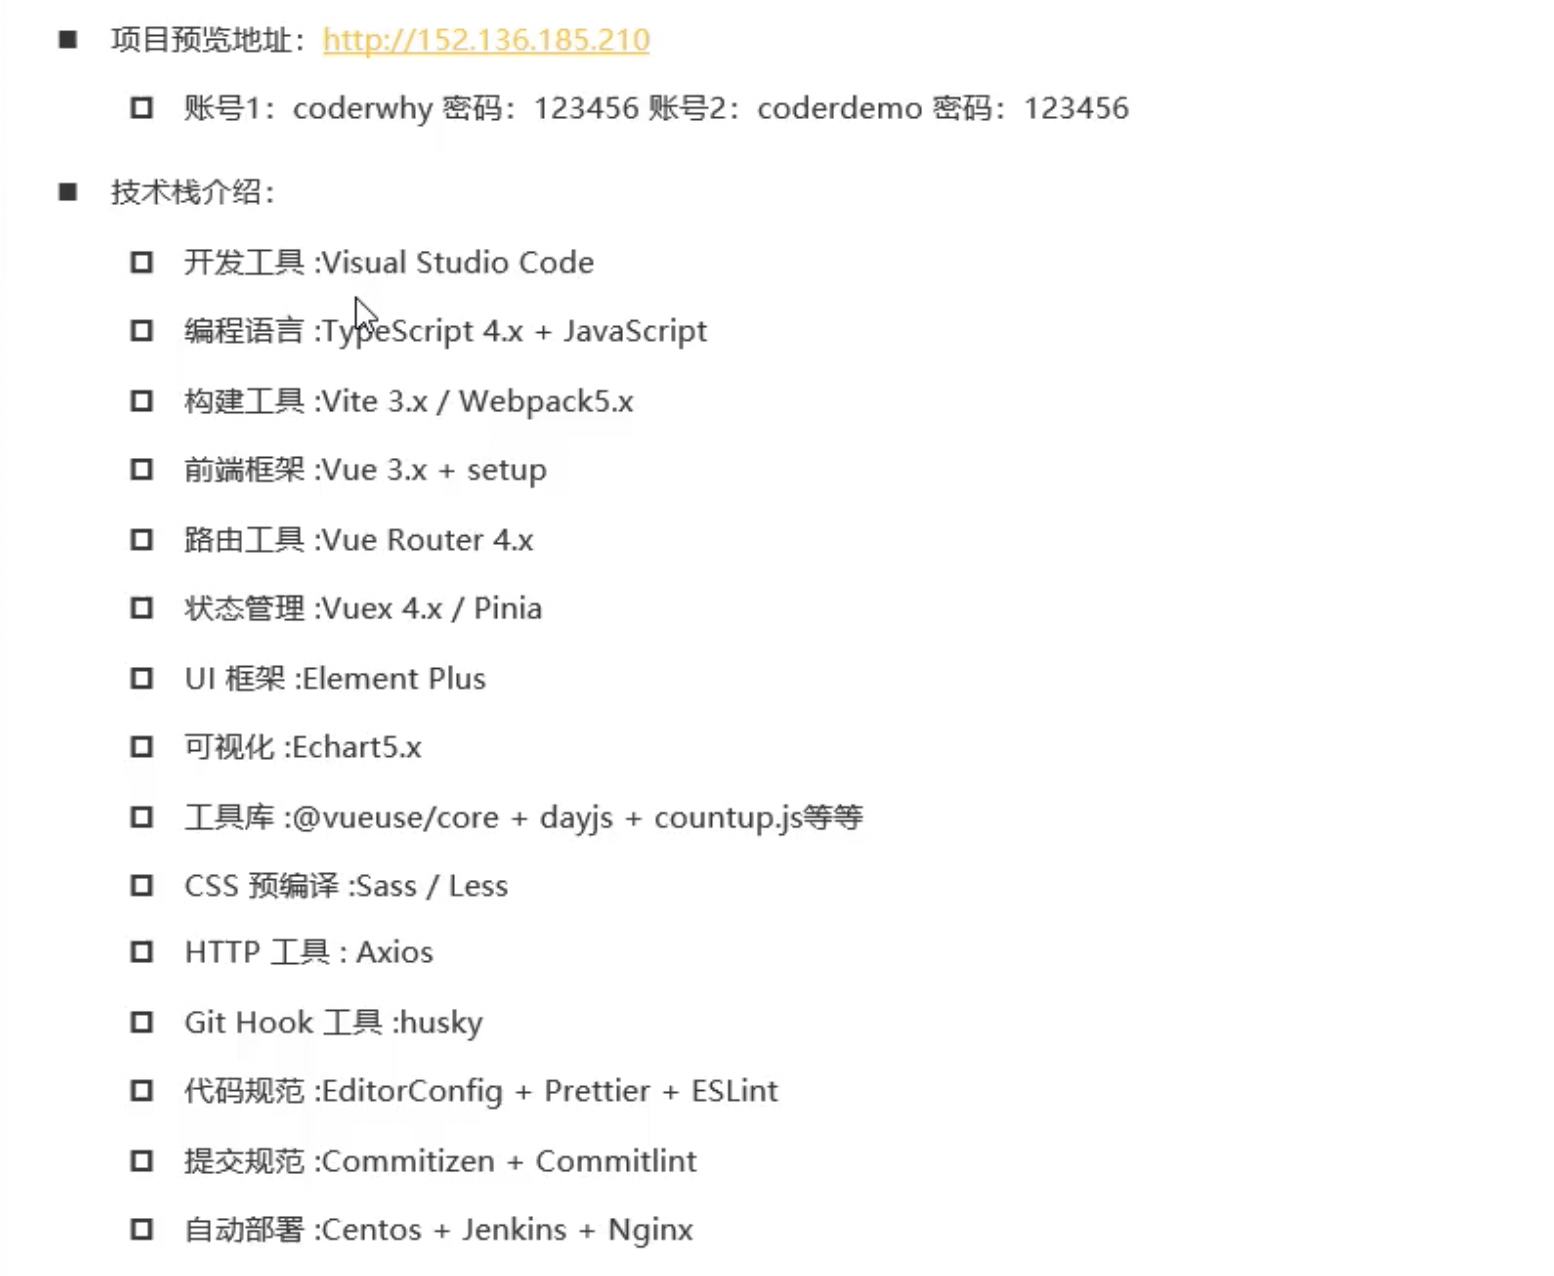 项目预览地址：http://152.136.185.210
账号1：coderwhy 密码：123456 账号2：coderdemo 密码：123456
技术栈介绍：
开发工具 :Visual Studio Code
编程语言 :TypeScript 4.x + JavaScript
构建工具 :Vite 3.x / Webpack5.x
前端框架 :Vue 3.x + setup
路由工具 :Vue Router 4.x
状态管理 :Vuex 4.x / Pinia
UI 框架 :Element Plus
可视化 :Echart5.x
工具库 :@vueuse/core + dayjs + countup.js等等
CSS 预编译 :Sass / Less
HTTP 工具 : Axios
Git Hook 工具 :husky
代码规范 :EditorConfig + Prettier + ESLint
提交规范 :Commitizen + Commitlint
自动部署 :Centos + Jenkins + Nginx